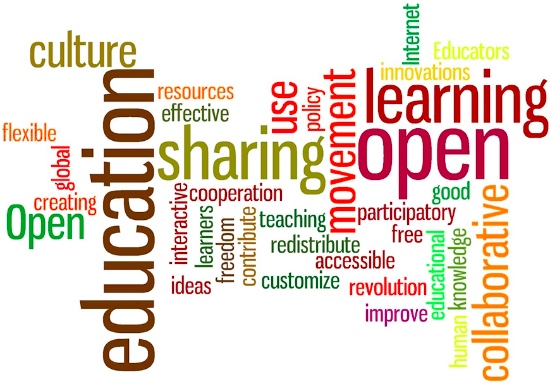 culture
education
resources
effective
flexible
global
creating
Open
sharing
use
policy
movement
Internet
Educators
innovations
learning
open
interactive
cooperation
learners
freedom
contribute
teaching
redistribute
accessible
customize
ideas
good
participatory
free
revolution
improve
educational
human knowledge
collaborative